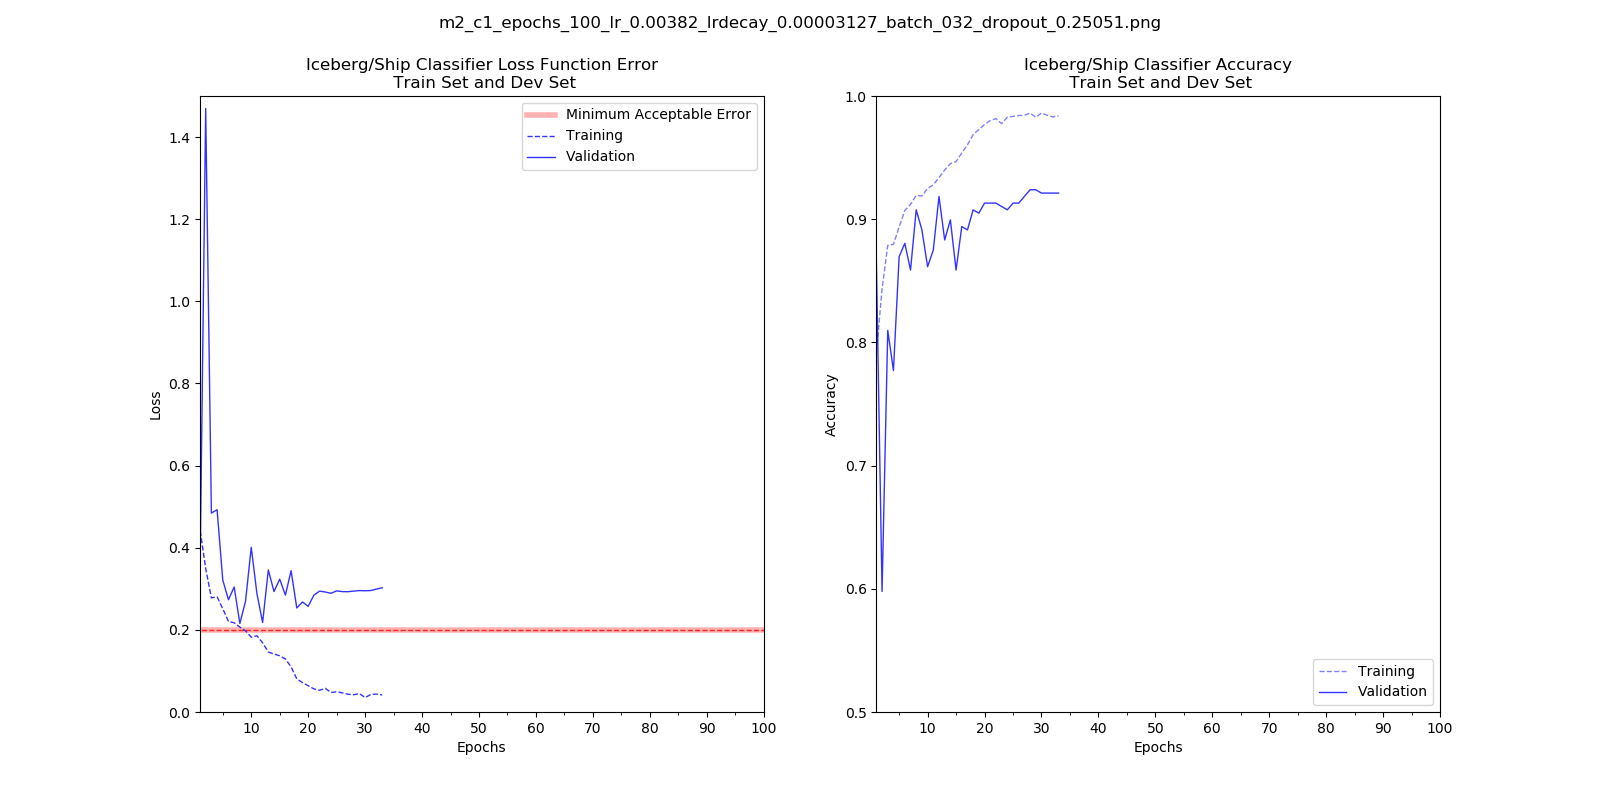 m2_c1_epochs_100_lr_0.00382_lrdecay_0.00003127_batch_032_dropout_0.25051.png
Iceberg/Ship Classifier Loss Function Error
Train Set and Dev Set
Minimum Acceptable Error
Training
Validation
1.4
1.2
1.0
0.8
0.6
0.4
0.2
0.0
Loss
10 20 30 40 50 60 70 80 90 100
Epochs
Iceberg/Ship Classifier Accuracy
Train Set and Dev Set
1.0
0.9
0.8
0.7
0.6
0.5
Accuracy
Training
Validation
10 20 30 40 50 60 70 80 90 100
Epochs